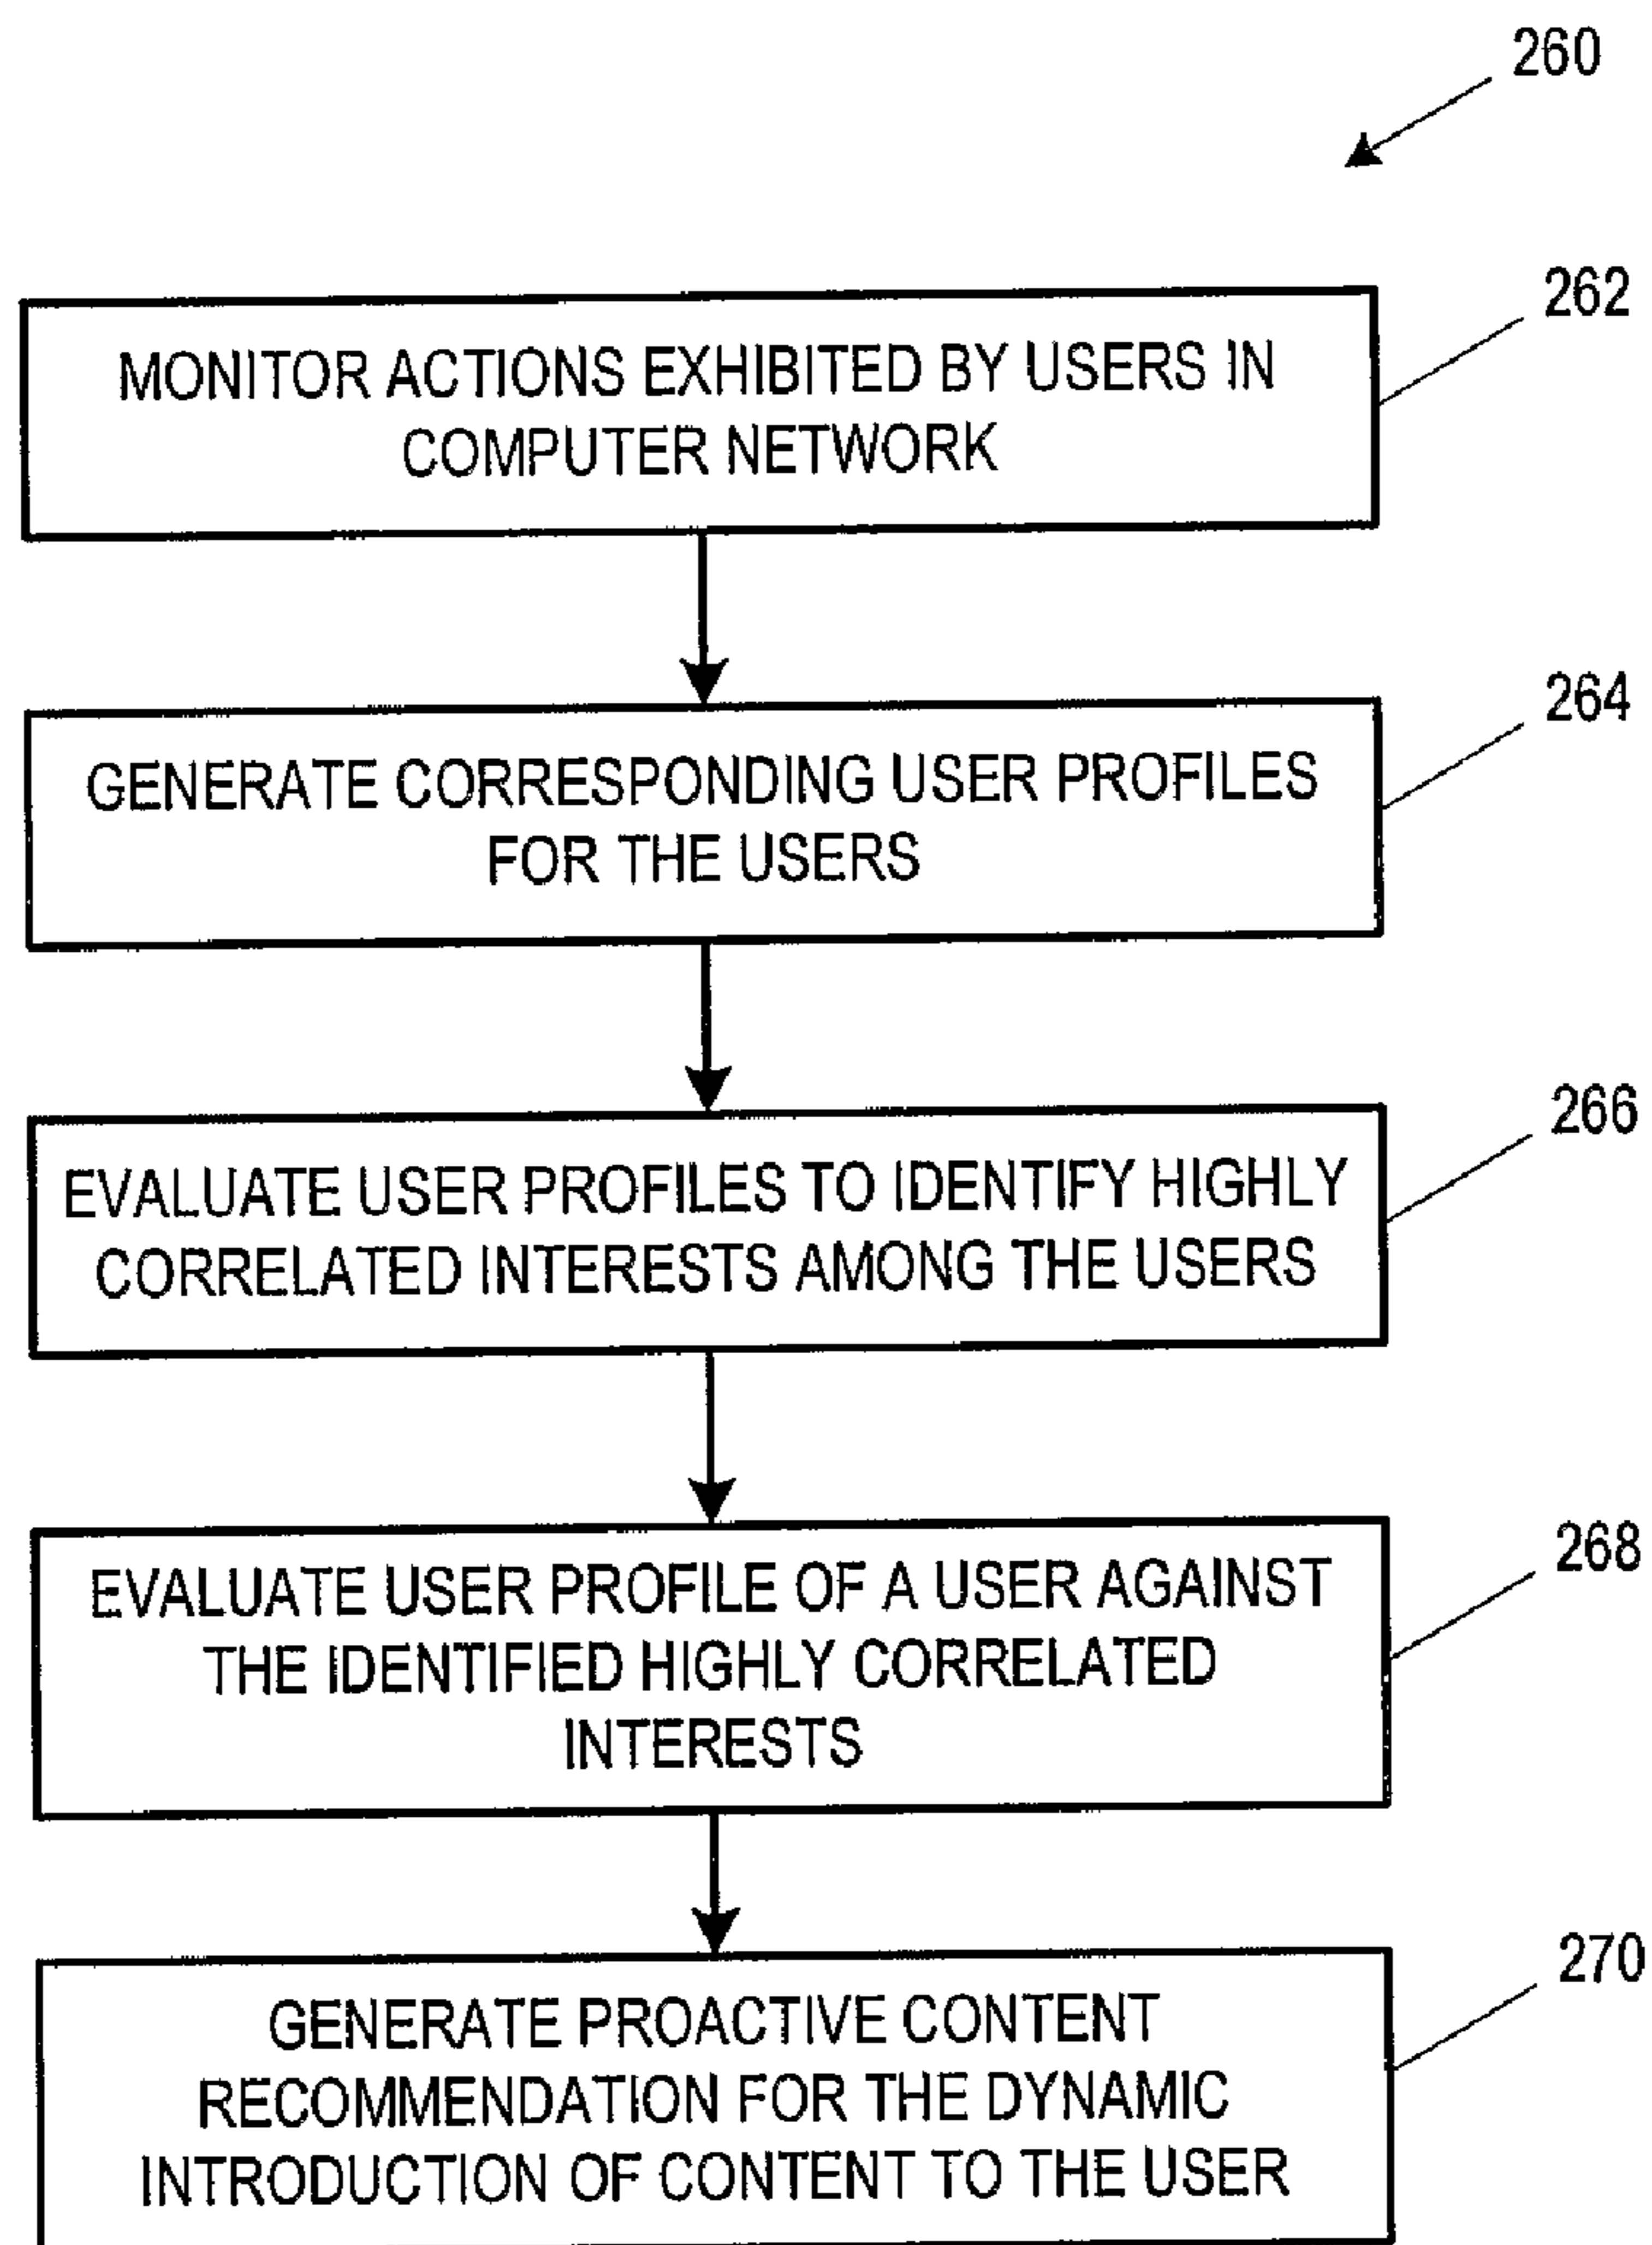 260
262
MONITOR ACTIONS EXHIBITED BY USERS IN
COMPUTER NETWORK
264
GENERATE CORRESPONDING USER PROFILES
FOR THE USERS
266
EVALUATE USER PROFILES TO IDENTIFY HIGHLY
CORRELATED INTERESTS AMONG THE USERS
268
EVALUATE USER PROFILE OF A USER AGAINST
THE IDENTIFIED HIGHLY CORRELATED
INTERESTS
270
GENERATE PROACTIVE CONTENT
RECOMMENDATION FOR THE DYNAMIC
INTRODUCTION OF CONTENT TO THE USER